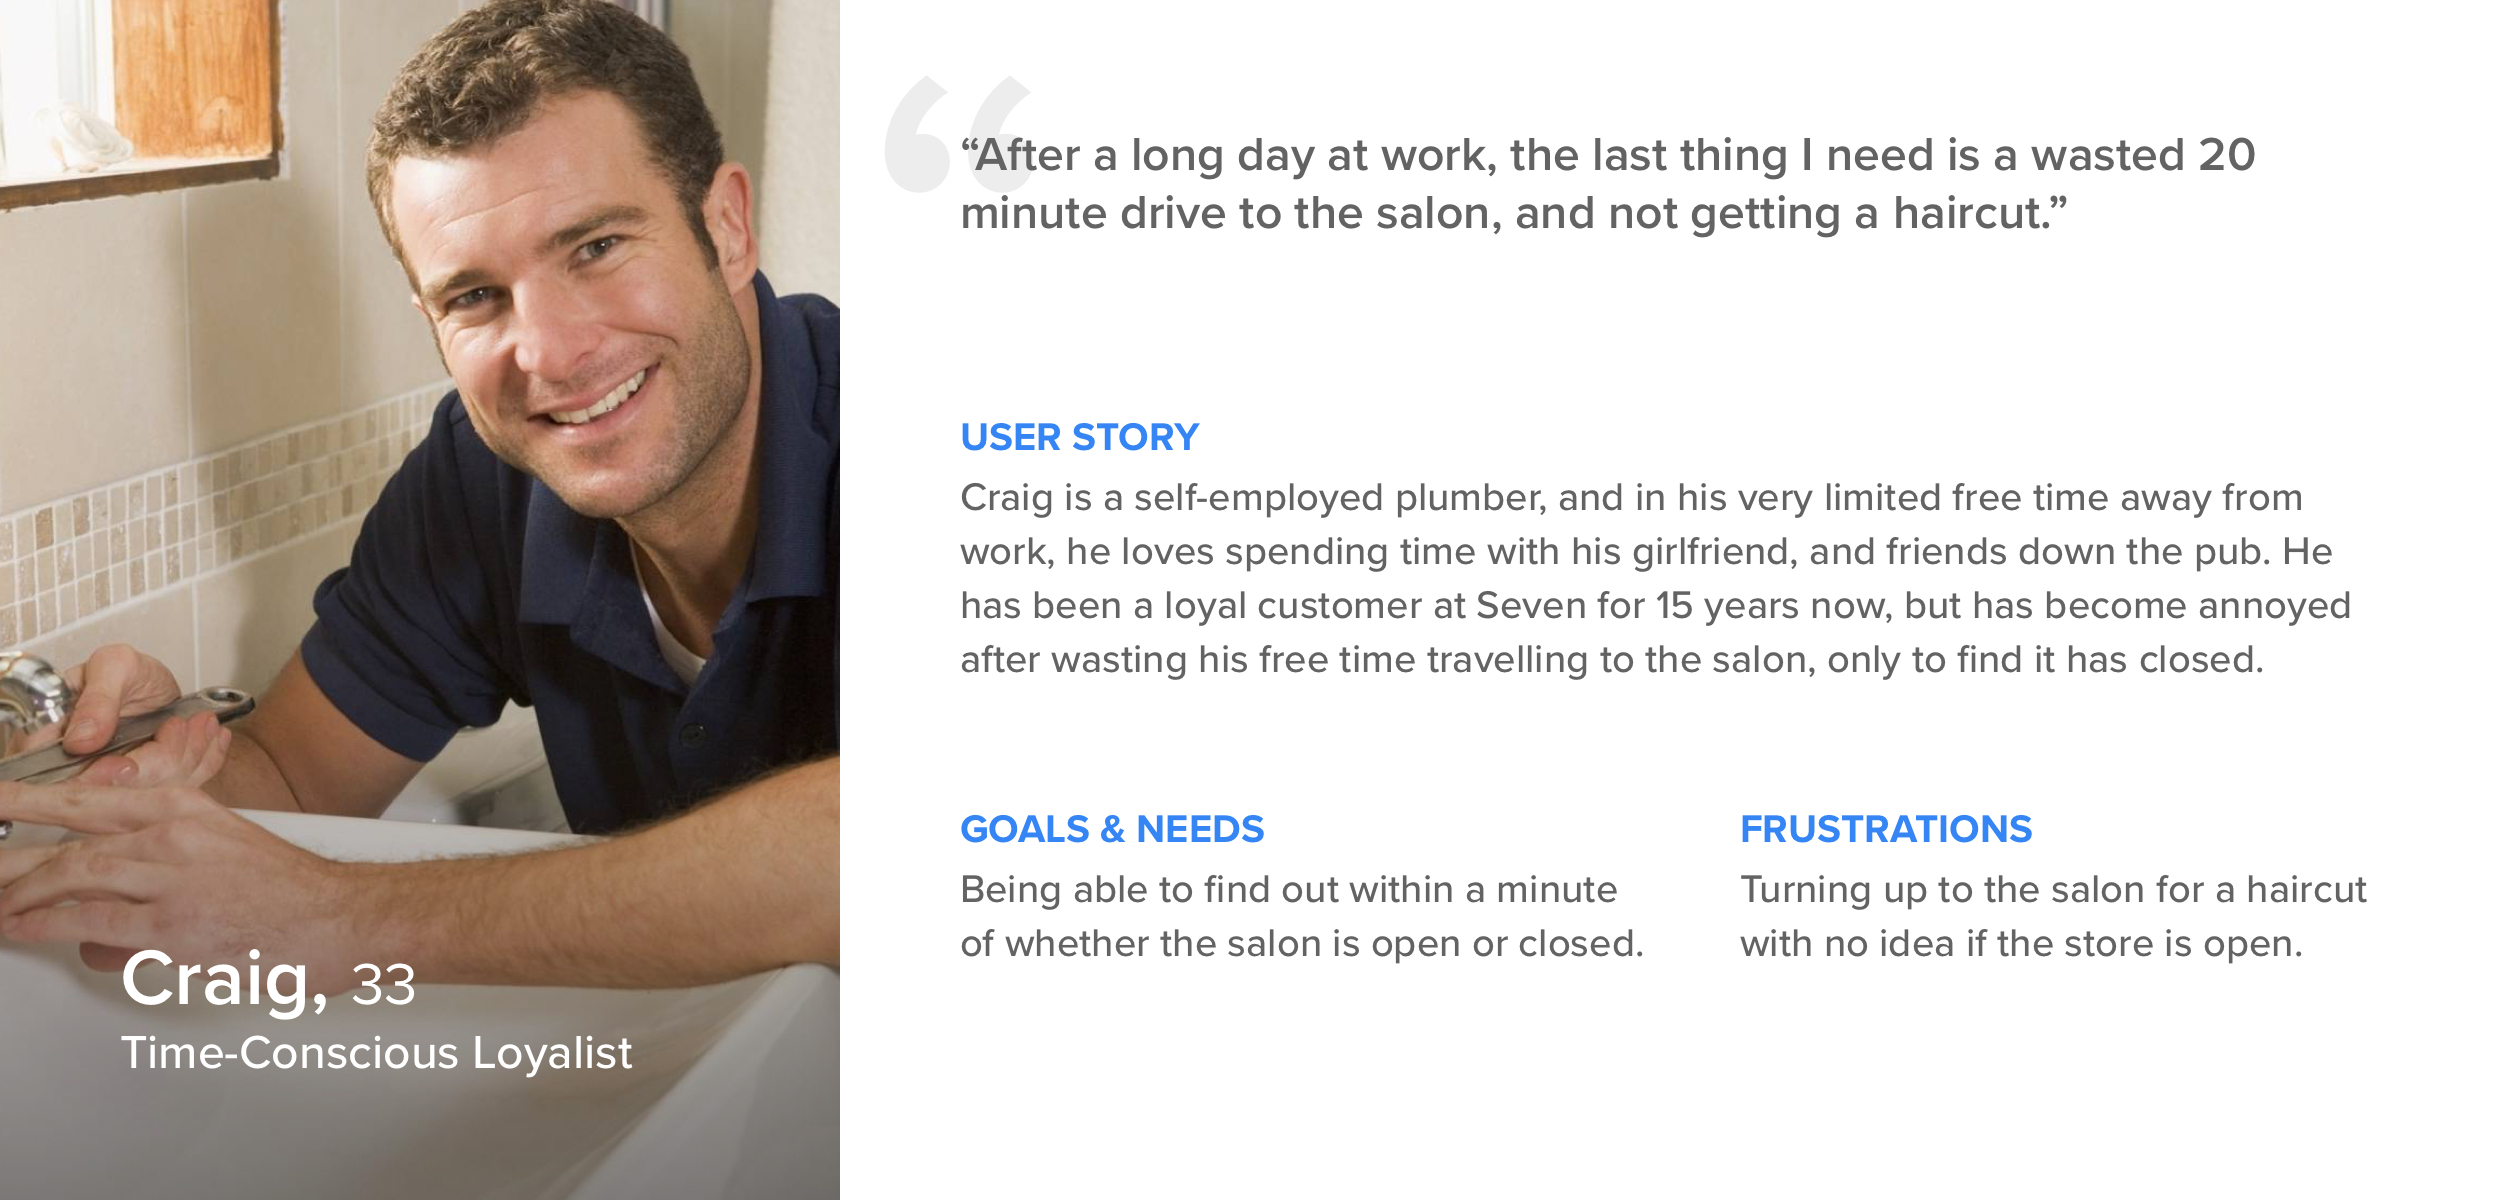 “After a long day at work, the last thing I need is a wasted 20
minute drive to the salon, and not getting a haircut.”
USER STORY
Craig is a self-employed plumber, and in his very limited free time away from
work, he loves spending time with his girlfriend, and friends down the pub. He
has been a loyal customer at Seven for 15 years now, but has become annoyed
after wasting his free time travelling to the salon, only to find it has closed.
GOALS & NEEDS
Being able to find out within a minute
of whether the salon is open or closed.
FRUSTRATIONS
Turning up to the salon for a haircut
with no idea if the store is open.
Craig, 33
Time-Conscious Loyalist